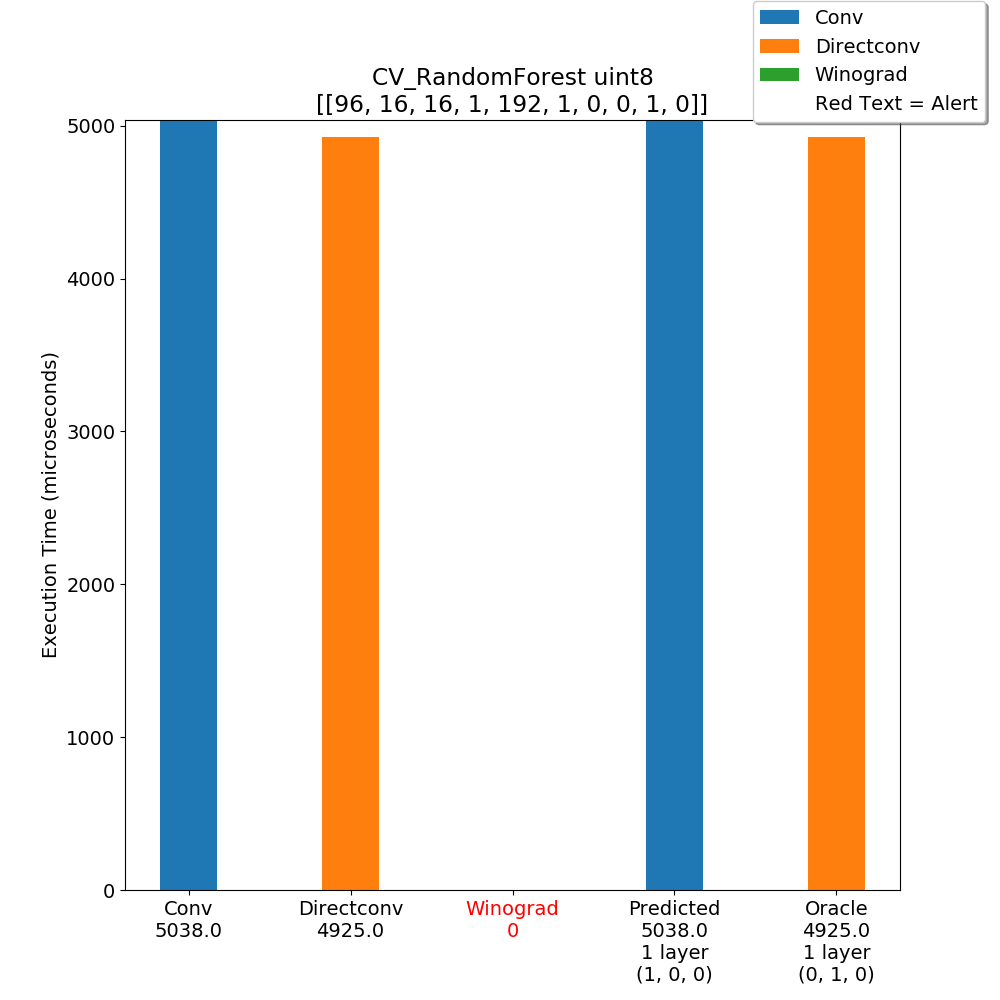 Conv
Directconv
Winograd
Red Text = Alert
CV_RandomForest uint8
[[96, 16, 16, 1, 192, 1, 0, 0, 1, 0]]
Execution Time (microseconds)
5000
4000
3000
2000
1000
0
Conv
5038.0
Directconv
4925.0
Winograd
0
Predicted
5038.0
1 layer
(1, 0, 0)
Oracle
4925.0
1 layer
(0, 1, 0)